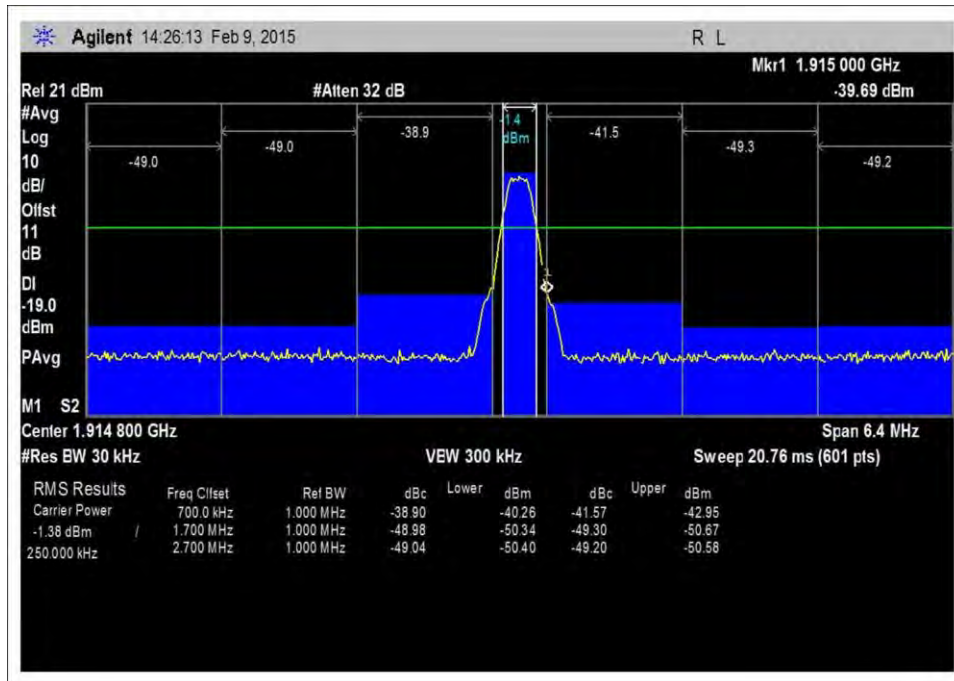 Agilent 14:26:13 Feb 9, 2015 R L
Mkr1 1.915 000 GHz
Rel 21 dBm #Atten 32 dB -39.69 dBm
#Avg
Log
10
dB/
Offst
11
dB
DI
-19.0
dBm
PAvg
M1 S2
-49.0 -49.0 -38.9 -1.4 dBm -41.5 -49.3 -49.2
1
Center 1.914 800 GHz Span 6.4 MHz
#Res BW 30 kHz VEW 300 kHz Sweep 20.76 ms (601 pts)
RMS Results Freq Clfset Ref BW dBc Lower dBm dBc Upper dBm
Carrier Power 700.0 kHz 1.000 MHz -38.90 -40.26 -41.57 -42.95
-1.38 dBm / 1.700 MHz 1.000 MHz -48.98 -50.34 -49.30 -50.67
250.000 kHz 2.700 MHz 1.000 MHz -49.04 -50.40 -49.20 -50.58